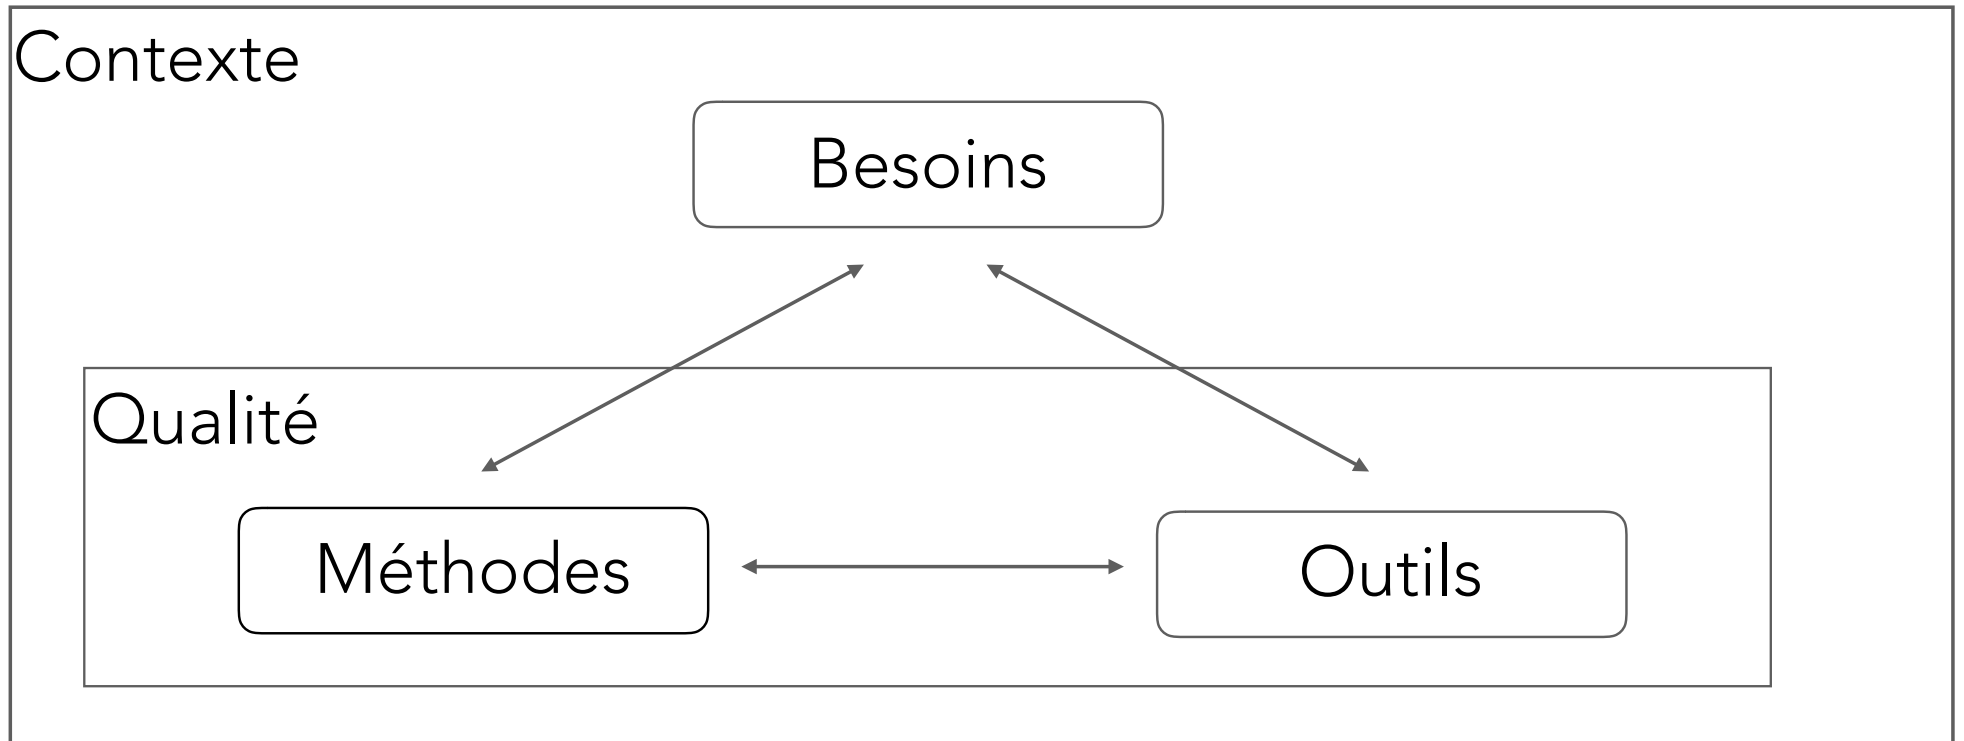 Contexte
Besoins
Qualité
Méthodes
Outils